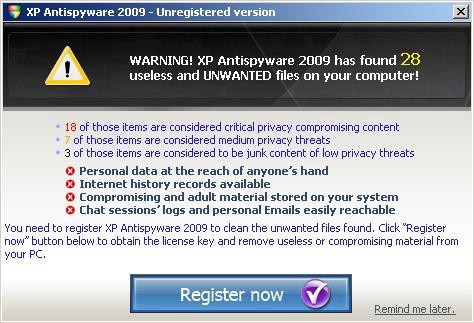 XP Antispyware 2009 - Unregistered version
WARNING! XP Antispyware 2009 has found 28
useless and UNWANTED files on your computer!
18 of those items are considered critical privacy compromising content
7 of those items are considered medium privacy threats
3 of those items are considered to be junk content of low privacy threats
Personal data at the reach of anyone's hand
Internet history records available
Compromising and adult material stored on your system
Chat sessions' logs and personal Emails easily reachable
You need to register XP Antispyware 2009 to clean the unwanted files found. Click "Register
now" button below to obtain the license key and remove useless or compromising material from
your PC.
Register now
Remind me later.